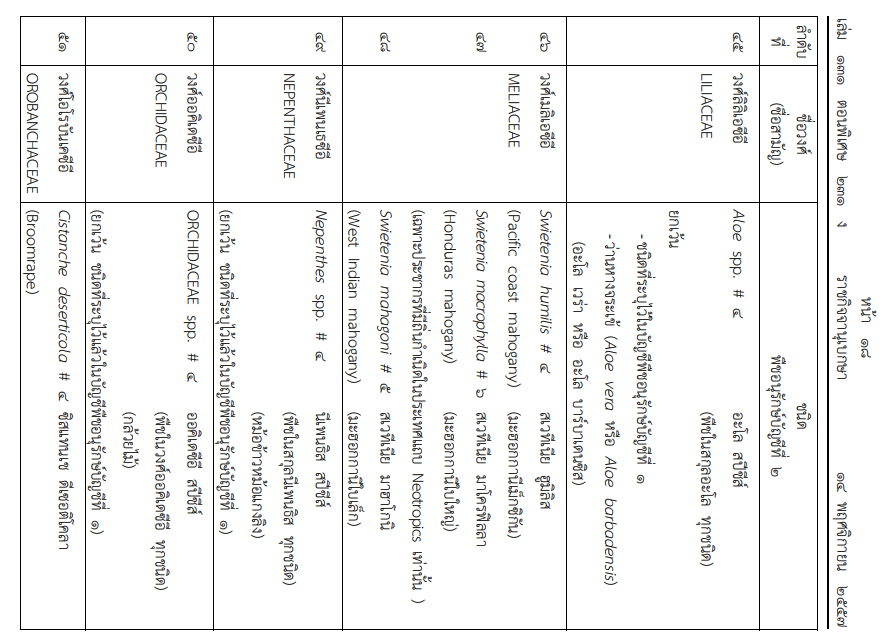 หน้า ๑๘
เล่ม ๑๓๑ ตอนพิเศษ ๒๓๑ ง ราชกิจจานุเบกษา ๑๔ พฤศจิกายน ๒๕๕๗
ลำดับ
ที่
ชื่อวงศ์
(ชื่อสามัญ)
ชนิด
พืชอนุรักษ์บัญชีที่ ๒
๔๕ วงศ์ลิลิเอซีอี Aloe spp. # ๔ อะโล สปีชีส์
LILIACEAE (พืชในสกุลอะโล ทุกชนิด)
ยกเว้น
- ชนิดที่ระบุไว้ในบัญชีพืชอนุรักษ์บัญชีที่ ๑
- ว่านหางจระเข้ (Aloe vera หรือ Aloe barbadensis)
(อะโล เวร่า หรือ อะโล บาร์บาเดนซิส)
๔๖ วงศ์เมลิเอซีอี Swietenia humilis # ๔ สเวทีเนีย ฮูมิลิส
MELIACEAE (Pacific coast mahogany) (มะฮอกกานีเม็กซิกัน)
๔๗ Swietenia macrophylla # ๖ สเวทีเนีย มาโครฟิลลา
(Honduras mahogany) (มะฮอกกานีใบใหญ่)
(เฉพาะประชากรที่มีถิ่นกำเนิดในประเทศแถบ Neotropics เท่านั้น )
๔๘ Swietenia mahagoni # ๕ สเวทีเนีย มาฮาโกนิ
(West Indian mahogany) (มะฮอกกานีใบเล็ก)
๔๙ วงศ์นีเพนเธซีอี Nepenthes spp. # ๔ นีเพนธิส สปีชีส์
NEPENTHACEAE (พืชในสกุลนีเพนธิส ทุกชนิด)
(หม้อข้าวหม้อแกงลิง)
(ยกเว้น ชนิดที่ระบุไว้แล้วในบัญชีพืชอนุรักษ์บัญชีที่ ๑)
๕๐ วงศ์ออคิเดซีอี ORCHIDACEAE spp. # ๔ ออคิเดซีอี สปีชีส์
ORCHIDACEAE (พืชในวงศ์ออคิเดซีอี ทุกชนิด)
(กล้วยไม้)
(ยกเว้น ชนิดที่ระบุไว้แล้วในบัญชีพืชอนุรักษ์บัญชีที่ ๑)
๕๑ วงศ์โอโรบันเคซีอี Cistanche deserticola # ๔ ซิสแทนเช ดีเซอติโคลา
OROBANCHACEAE (Broomrape)